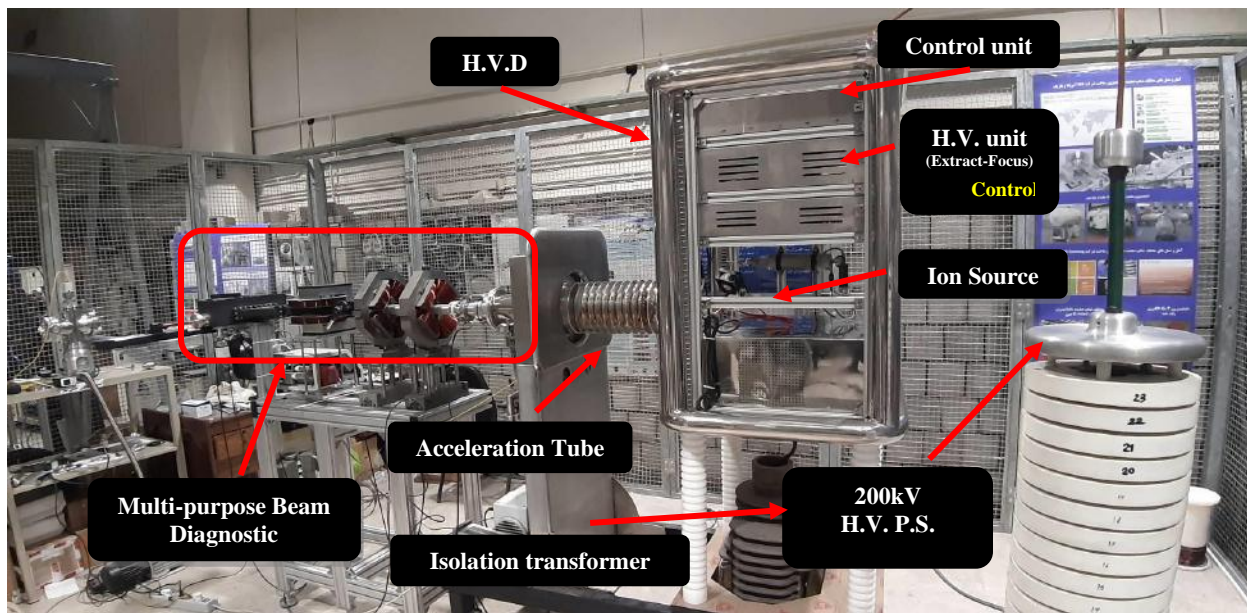 H.V.D
Control unit
H.V. unit
(Extract-Focus)
Control
Ion Source
23
22
21
20
Acceleration Tube
200kV
H.V. P.S.
Multi-purpose Beam
Diagnostic
Isolation transformer